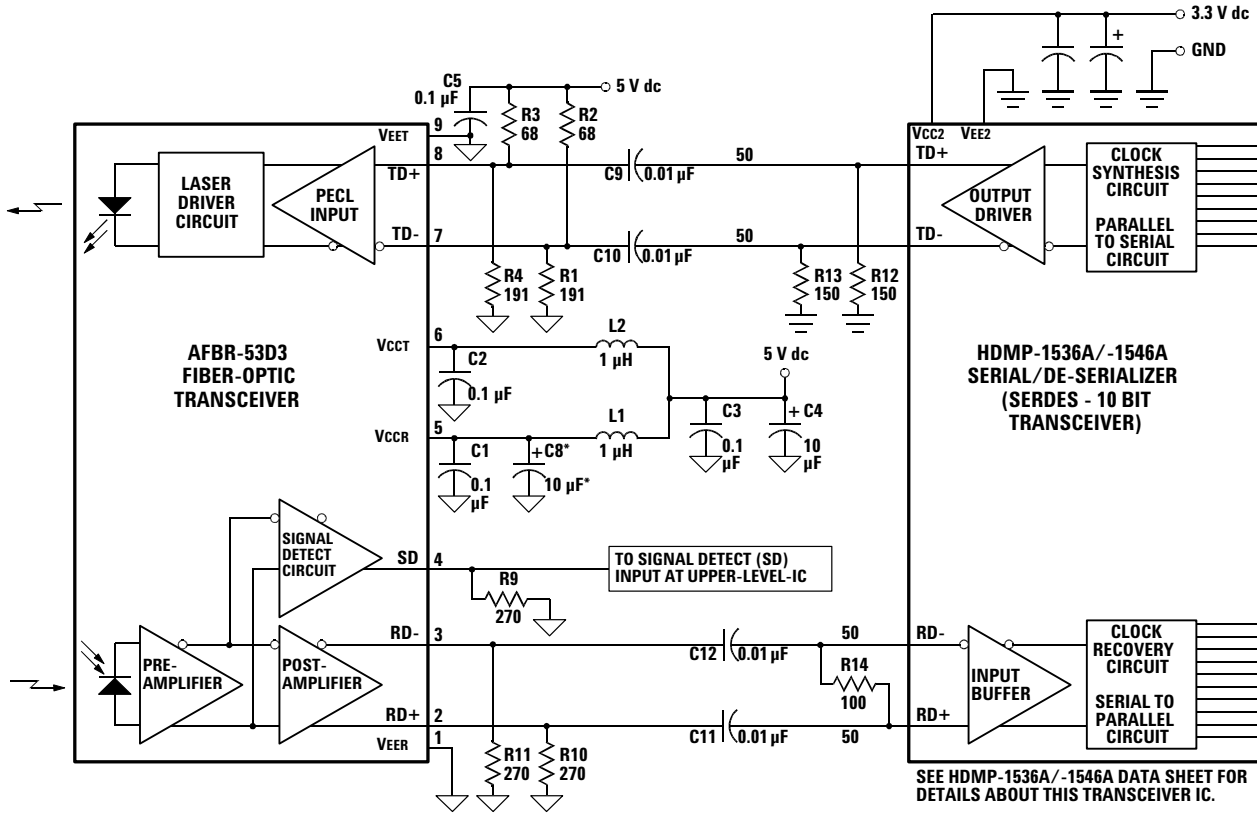 3.3 V dc
GND
C5
0.1 µF
R3
68
R2
68
5 V dc
9
VEET
VCC2
VEE2
8
TD+
C9
0.01 µF
50
TD+
LASER
DRIVER
CIRCUIT
PECL
INPUT
OUTPUT
DRIVER
CLOCK
SYNTHESIS
CIRCUIT
PARALLEL
TO SERIAL
CIRCUIT
TD-
7
C10
0.01 µF
50
TD-
R4
191
R1
191
R13
150
R12
150
AFBR-53D3
FIBER-OPTIC
TRANSCEIVER
VCCT
6
C2
0.1 µF
L2
1 µH
5 V dc
HDMP-1536A/-1546A
SERIAL/DE-SERIALIZER
(SERDES - 10 BIT
TRANSCEIVER)
VCCR
5
C1
0.1
µF
+
C8*
10 µF*
L1
1 µH
C3
0.1
µF
+ C4
10
µF
SIGNAL
DETECT
CIRCUIT
SD
4
R9
270
TO SIGNAL DETECT (SD)
INPUT AT UPPER-LEVEL-IC
RD-
3
C12
0.01 µF
50
RD-
PRE-
AMPLIFIER
POST-
AMPLIFIER
R14
100
INPUT
BUFFER
CLOCK
RECOVERY
CIRCUIT
SERIAL TO
PARALLEL
CIRCUIT
RD+
2
C11
0.01 µF
50
RD+
VEER
1
R11
270
R10
270
SEE HDMP-1536A/-1546A DATA SHEET FOR
DETAILS ABOUT THIS TRANSCEIVER IC.
+